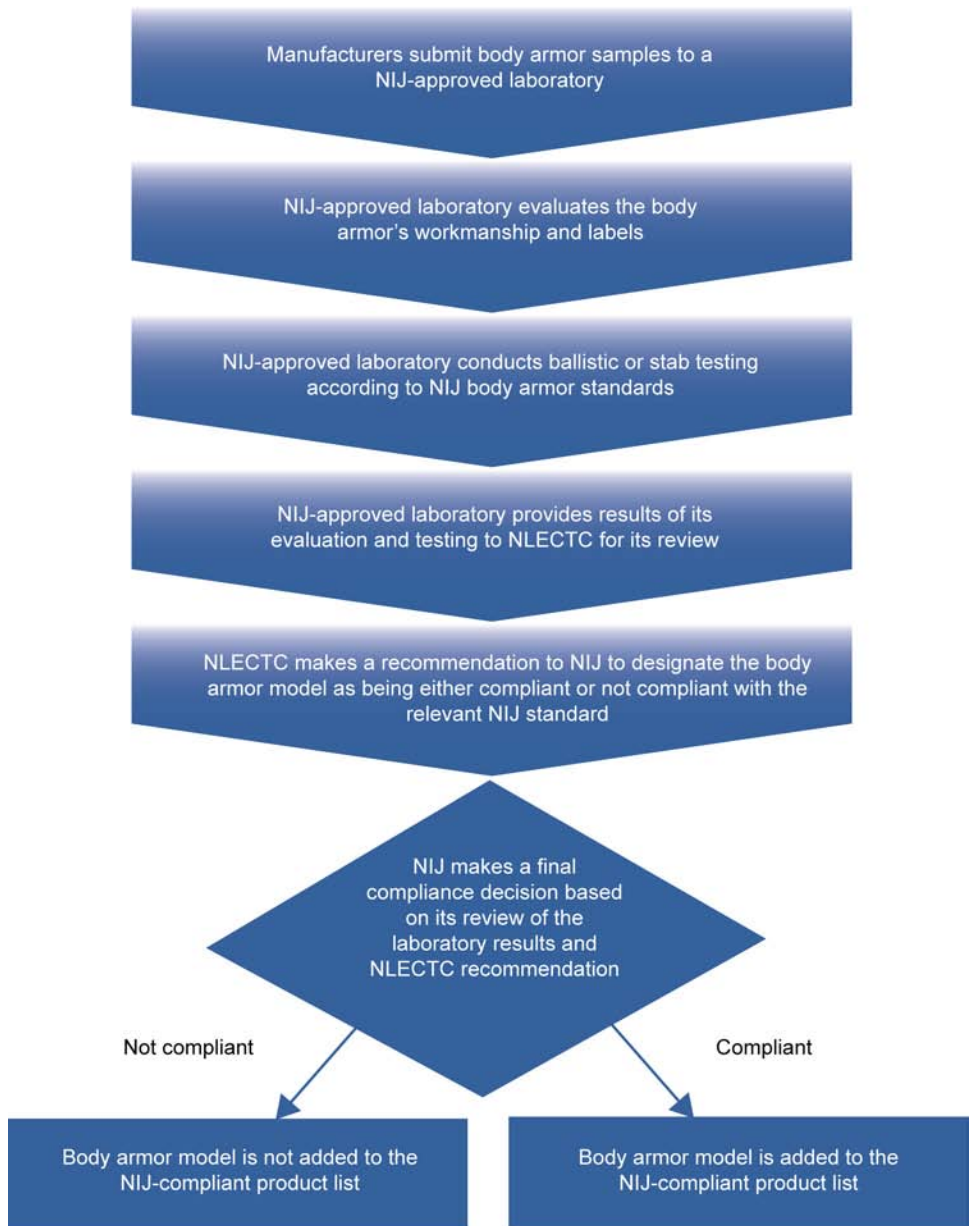 Manufacturers submit body armor samples to a
NIJ-approved laboratory
NIJ-approved laboratory evaluates the body
armor’s workmanship and labels
NIJ-approved laboratory conducts ballistic or stab testing
according to NIJ body armor standards
NIJ-approved laboratory provides results of its
evaluation and testing to NLECTC for its review
NLECTC makes a recommendation to NIJ to designate the body
armor model as being either compliant or not compliant with the
relevant NIJ standard
NIJ makes a final
compliance decision based
on its review of the
laboratory results and
NLECTC recommendation
Not compliant
Compliant
Body armor model is not added to the
NIJ-compliant product list
Body armor model is added to the
NIJ-compliant product list